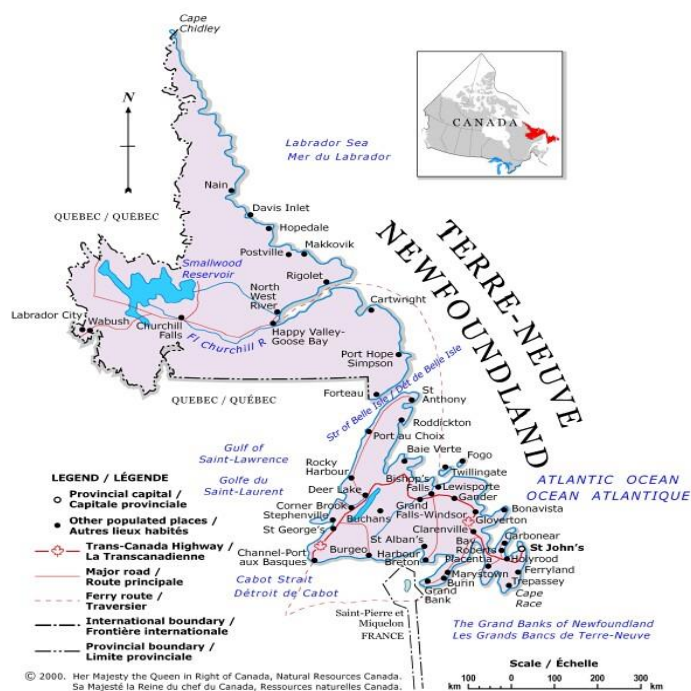 Cape
Chidley
N
Labrador Sea
Mer du Labrador
CANADA
Nain
QUEBEC / QUÉBEC
Davis Inlet
Hopedale
Postville
Makkovik
Smallwood
Reservoir
Rigolet
North
West
River
Cartwright
Labrador City
Wabush
Churchill
Falls
Fl Churchill R
Happy Valley-
Goose Bay
Port Hope
Simpson
TERRE-NEUVE
NEWFOUNDLAND
Forteau
QUEBEC / QUÉBEC
Str of Belle Isle / Dét de Belle Isle
St
Anthony
Roddickton
Port au Choix
Baie Verte
Fogo
Twillingate
Gulf of
Saint-Lawrence
Golfe du
Saint-Laurent
Rocky
Harbour
Bishop's
Falls
Lewisporte
Deer Lake
Gander
ATLANTIC OCEAN
OCEAN ATLANTIQUE
Corner Brook
Stephenville
St George's
Buchans
Grand
Falls-Windsor
Bonavista
Gloverton
Clarenville
Carbonear
St Alban's
Bay
Roberts
St John's
Channel-Port
aux Basques
Burgeo
Harbour
Breton
Placentia
Holyrood
Marystown
Ferryland
Burin
Trepassey
Grand
Bank
Cape
Race
Cabot Strait
Détroit de Cabot
Saint-Pierre et
Miquelon
FRANCE
The Grand Banks of Newfoundland
Les Grands Bancs de Terre-Neuve
LEGEND / LÉGENDE
Provincial capital /
Capitale provinciale
Other populated places /
Autres lieux habités
Trans-Canada Highway /
La Transcanadienne
Major road /
Route principale
Ferry route /
Traversier
International boundary /
Frontière internationale
Provincial boundary /
Limite provinciale
Scale / Échelle
km 100 0 100 200 300 km
© 2000. Her Majesty the Queen in Right of Canada, Natural Resources Canada.
Sa Majesté la Reine du chef du Canada, Ressources naturelles Canada.